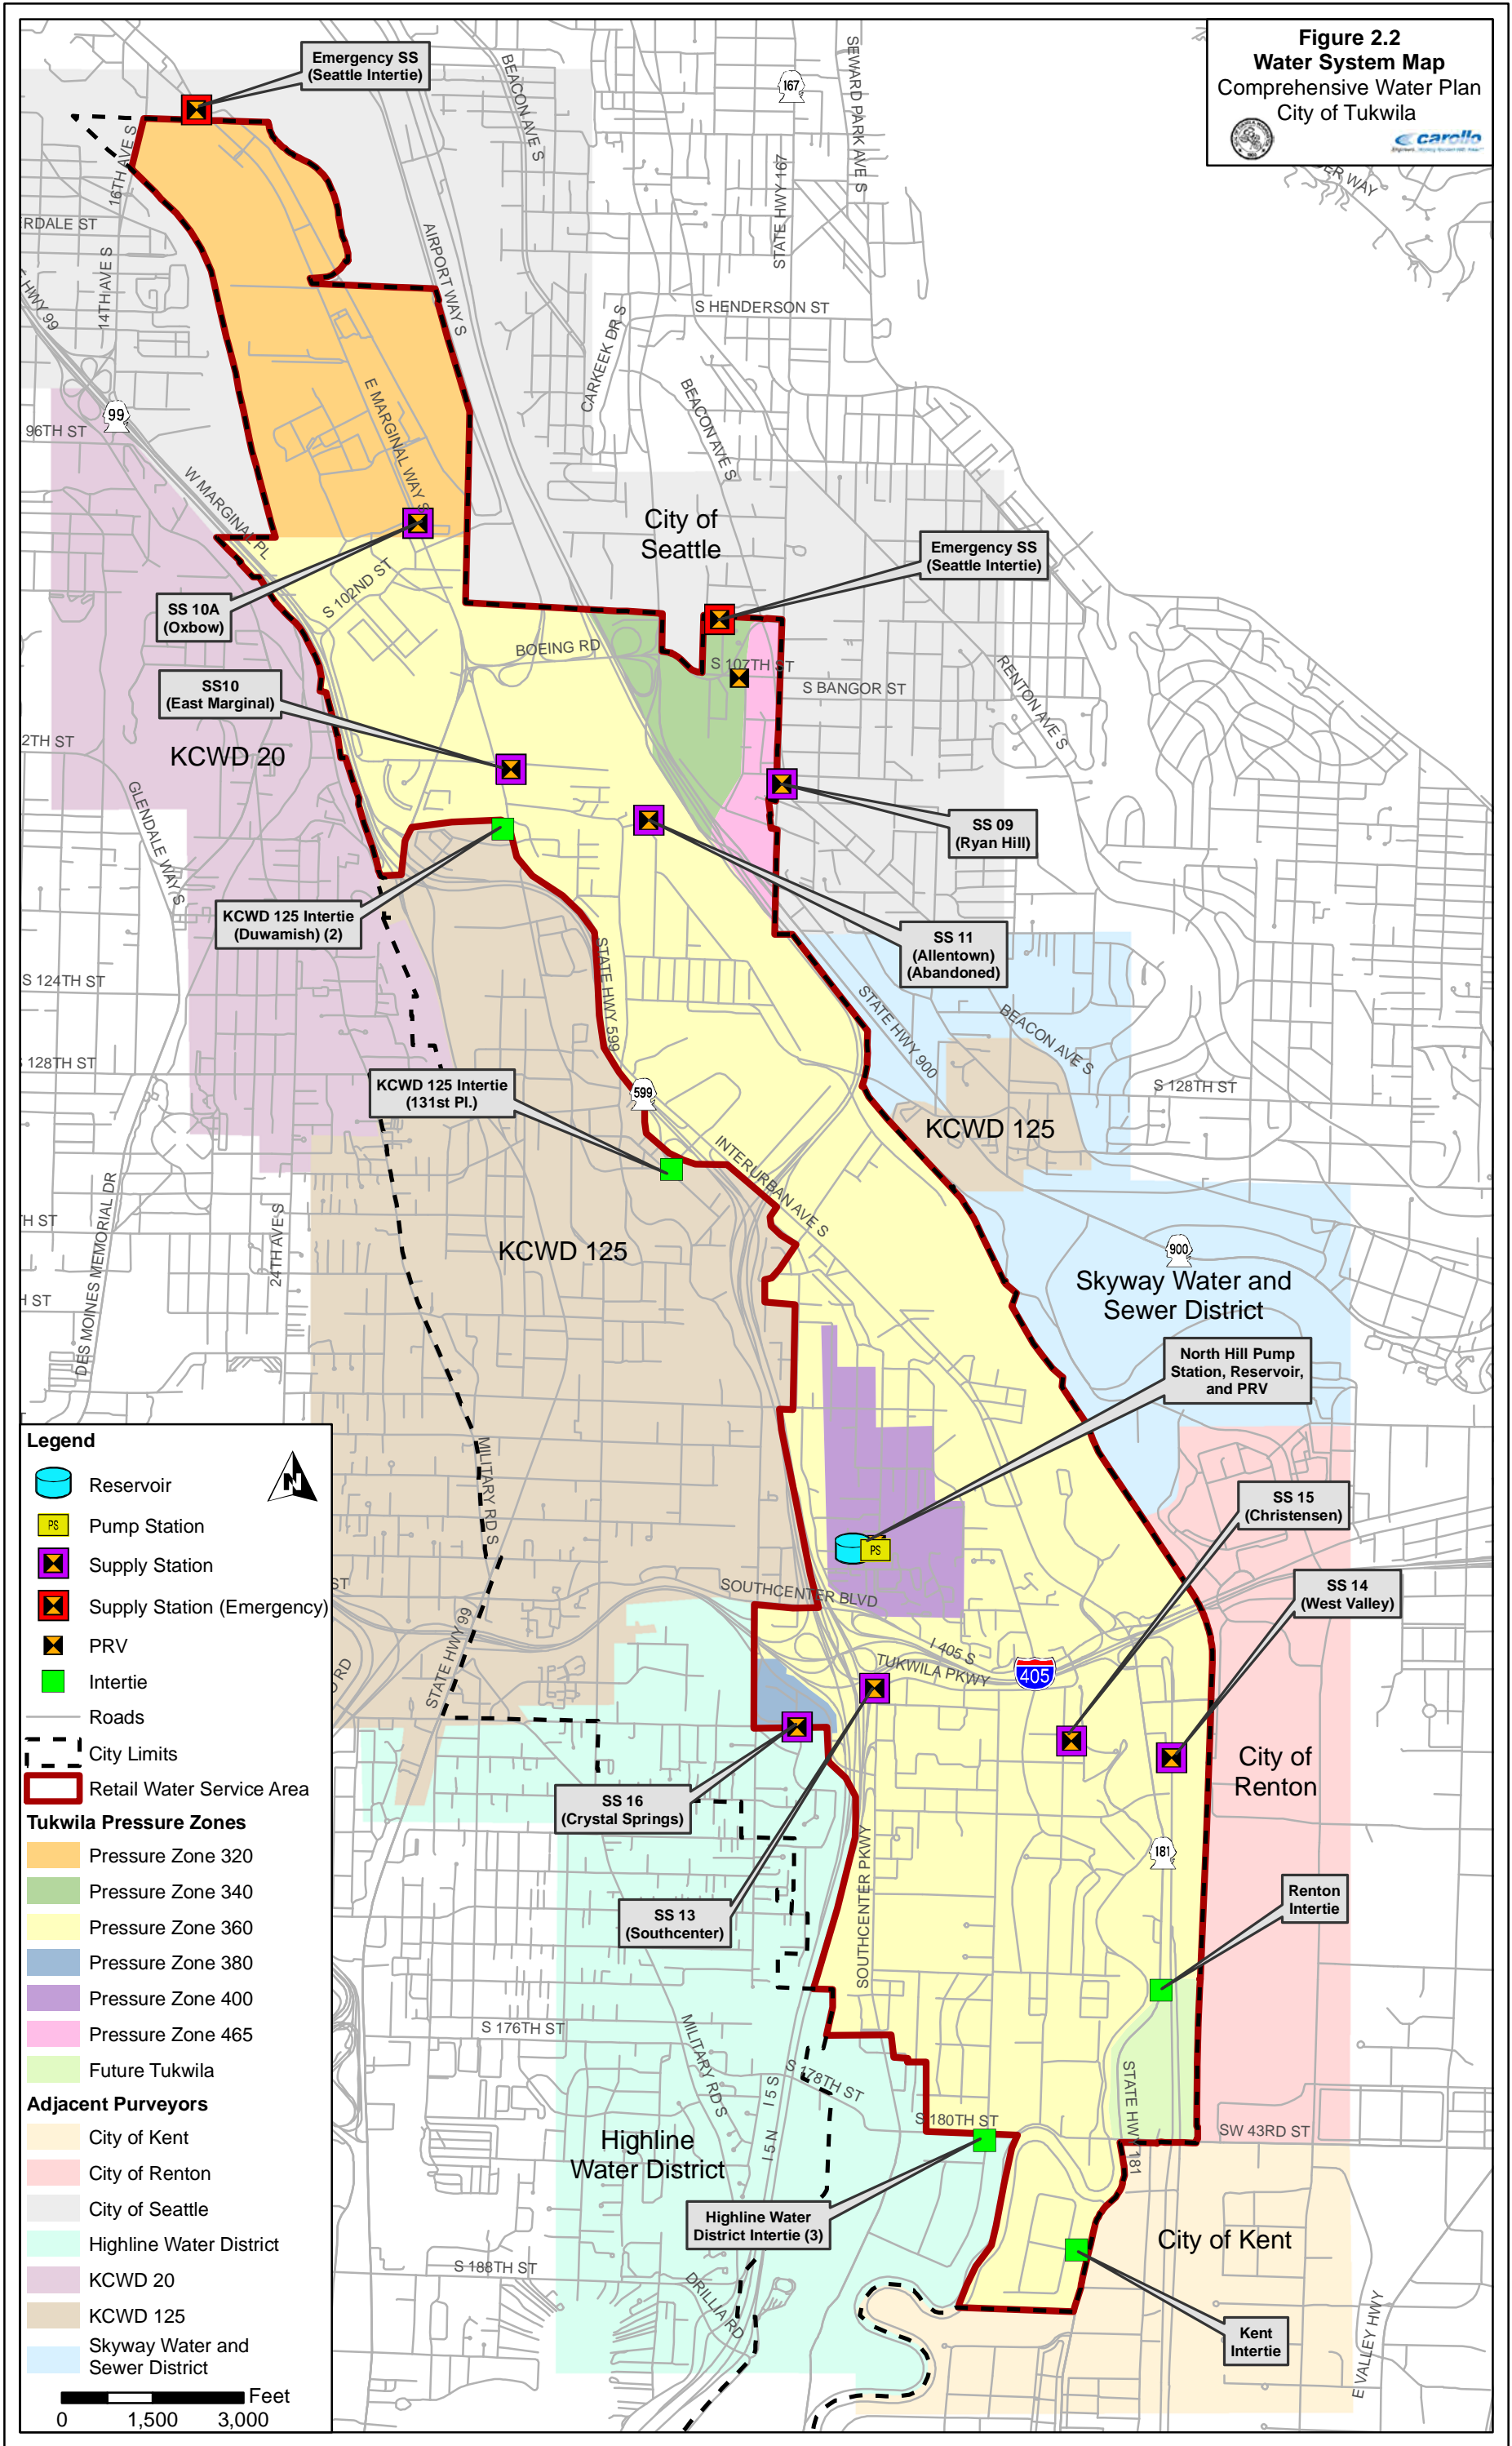 Figure 2.2
Water System Map
Comprehensive Water Plan
City of Tukwila
carollo
Emergency SS
(Seattle Intertie)
BEACON AVE S
167
SEWARD PARK AVE S
STATE HWY 167
16TH AVE S
RDALE ST
14TH AVE S
HWY 99
AIRPORT WAY S
S HENDERSON ST
CARKEEK DR S
BEACON AVE S
E MARGINAL WAY S
99
96TH ST
W MARGINAL PL
City of
Seattle
Emergency SS
(Seattle Intertie)
S 102ND ST
SS 10A
(Oxbow)
BOEING RD
S 107TH ST
S BANGOR ST
RENTON AVE S
SS10
(East Marginal)
2TH ST
KCWD 20
GLENDALE WAY S
SS 09
(Ryan Hill)
KCWD 125 Intertie
(Duwamish) (2)
SS 11
(Allentown)
(Abandoned)
S 124TH ST
STATE HWY 599
STATE HWY 900
BEACON AVE S
128TH ST
S 128TH ST
KCWD 125 Intertie
(131st Pl.)
599
KCWD 125
INTERURBAN AVE S
DES MOINES MEMORIAL DR
24TH AVE S
H ST
KCWD 125
900
Skyway Water and
Sewer District
H ST
North Hill Pump
Station, Reservoir,
and PRV
MILITARY RD S
PS
SS 15
(Christensen)
SS 14
(West Valley)
ST
SOUTHCENTER BLVD
I 405 S
TUKWILA PKWY
405
STATE HWY 99
RD
City of
Renton
SS 16
(Crystal Springs)
181
SOUTHCENTER PKWY
SS 13
(Southcenter)
Renton
Intertie
S 176TH ST
MILITARY RD S
S 178TH ST
I 5 S
I 5 N
S 180TH ST
STATE HWY 181
SW 43RD ST
Highline
Water District
Highline Water
District Intertie (3)
City of Kent
S 188TH ST
DRILLIA RD
Kent
Intertie
E VALLEY HWY
Legend
N
Reservoir
PS
Pump Station
Supply Station
Supply Station (Emergency)
PRV
Intertie
Roads
City Limits
Retail Water Service Area
Tukwila Pressure Zones
Pressure Zone 320
Pressure Zone 340
Pressure Zone 360
Pressure Zone 380
Pressure Zone 400
Pressure Zone 465
Future Tukwila
Adjacent Purveyors
City of Kent
City of Renton
City of Seattle
Highline Water District
KCWD 20
KCWD 125
Skyway Water and
Sewer District
Feet
0 1,500 3,000